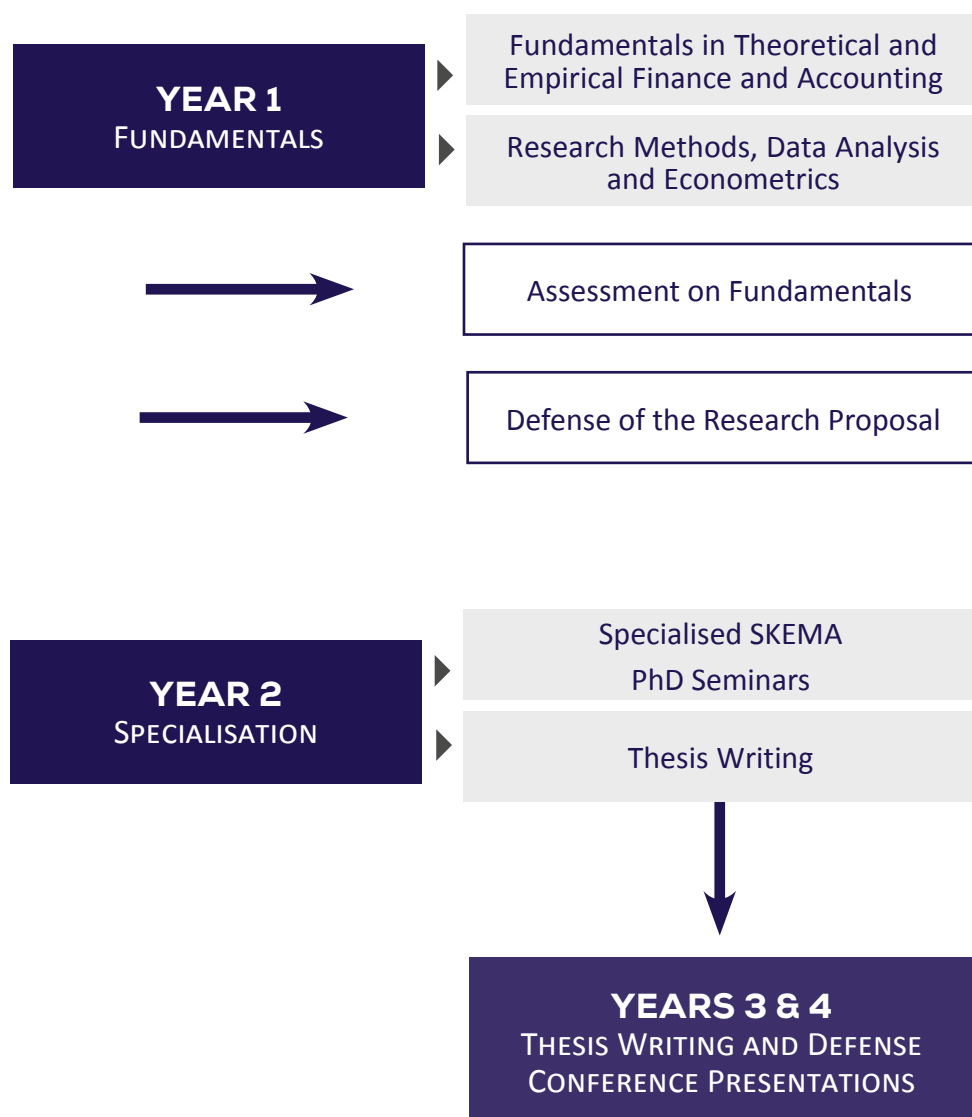 YEAR 1
FUNDAMENTALS
Fundamentals in Theoretical and
Empirical Finance and Accounting
Research Methods, Data Analysis
and Econometrics
Assessment on Fundamentals
Defense of the Research Proposal
YEAR 2
SPECIALISATION
Specialised SKEMA
PhD Seminars
Thesis Writing
YEARS 3 & 4
THESIS WRITING AND DEFENSE
CONFERENCE PRESENTATIONS